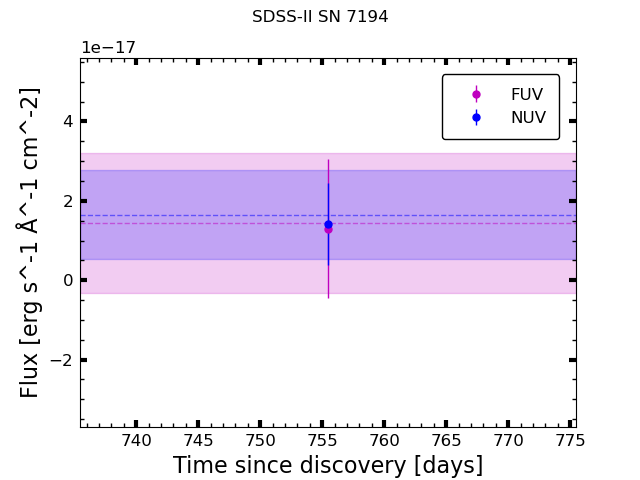 SDSS-II SN 7194
1e−17
FUV
NUV
4
2
0
−2
Flux [erg s^-1 Å^-1 cm^-2]
740 745 750 755 760 765 770 775
Time since discovery [days]